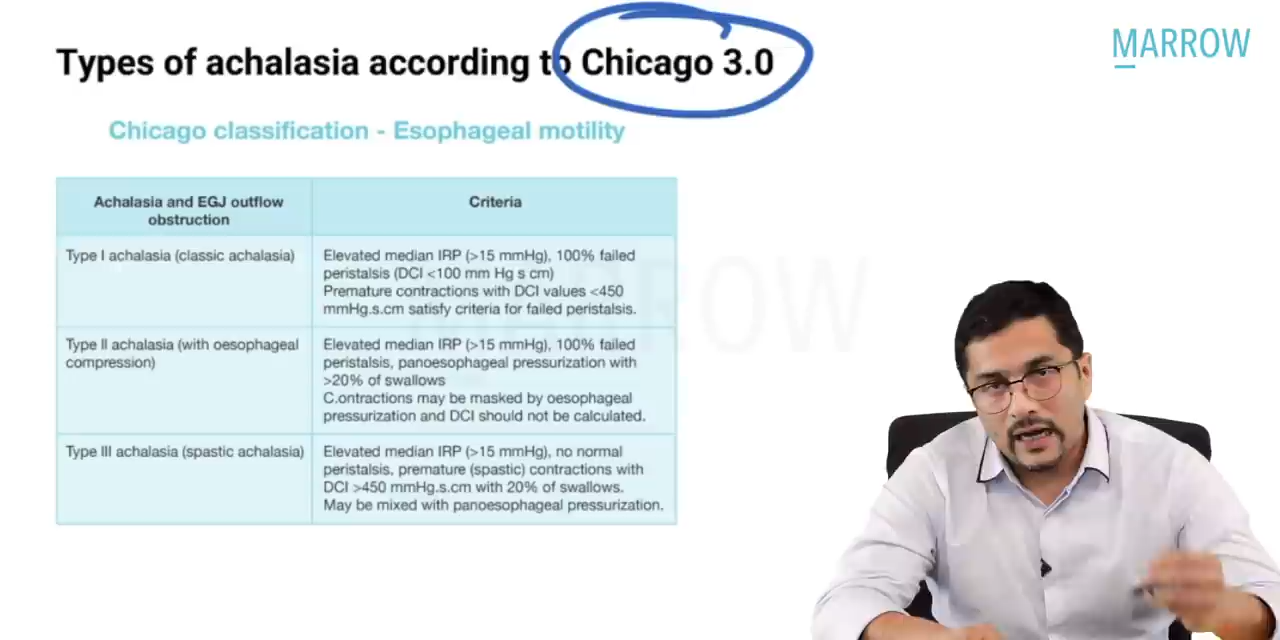 Types of achalasia according to Chicago 3.0
MARROW
Chicago classification - Esophageal motility
Achalasia and EGJ outflow
obstruction
Criteria
Type I achalasia (classic achalasia)
Elevated median IRP (>15 mmHg), 100% failed
peristalsis (DCI <100 mm Hg s cm)
Premature contractions with DCI values <450
mmHg.s.cm satisfy criteria for failed peristalsis.
Type II achalasia (with oesophageal
compression)
Elevated median IRP (>15 mmHg), 100% failed
peristalsis, panoesophageal pressurization with
>20% of swallows
C.ontractions may be masked by oesophageal
pressurization and DCI should not be calculated.
Type III achalasia (spastic achalasia)
Elevated median IRP (>15 mmHg), no normal
peristalsis, premature (spastic) contractions with
DCI >450 mmHg.s.cm with 20% of swallows.
May be mixed with panoesophageal pressurization.
MARROW